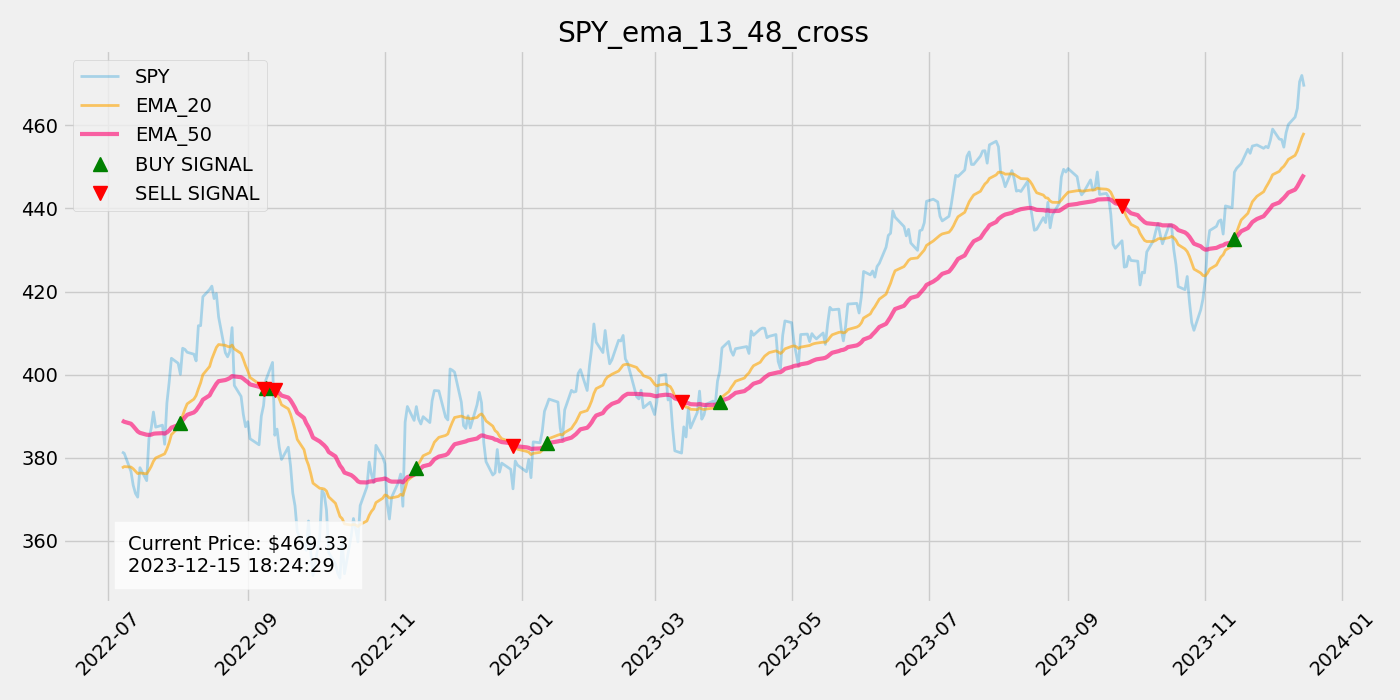 SPY_ema_13_48_cross
SPY
EMA_20
EMA_50
BUY SIGNAL
SELL SIGNAL
460
440
420
400
380
360
Current Price: $469.33
2023-12-15 18:24:29
2022-07
2022-09
2022-11
2023-01
2023-03
2023-05
2023-07
2023-09
2023-11
2024-01